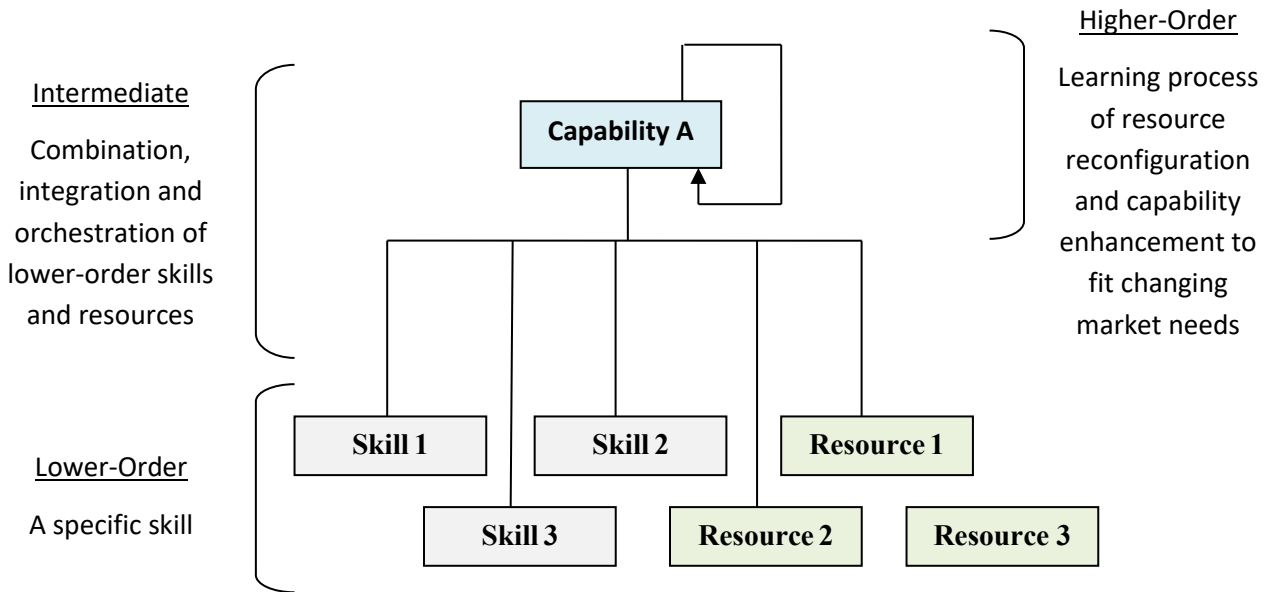 Higher-Order
Learning process
of resource
reconfiguration
and capability
enhancement to
fit changing
market needs
Intermediate
Combination,
integration and
orchestration of
lower-order skills
and resources
Capability A
Lower-Order
A specific skill
Skill 1
Skill 2
Resource 1
Skill 3
Resource 2
Resource 3